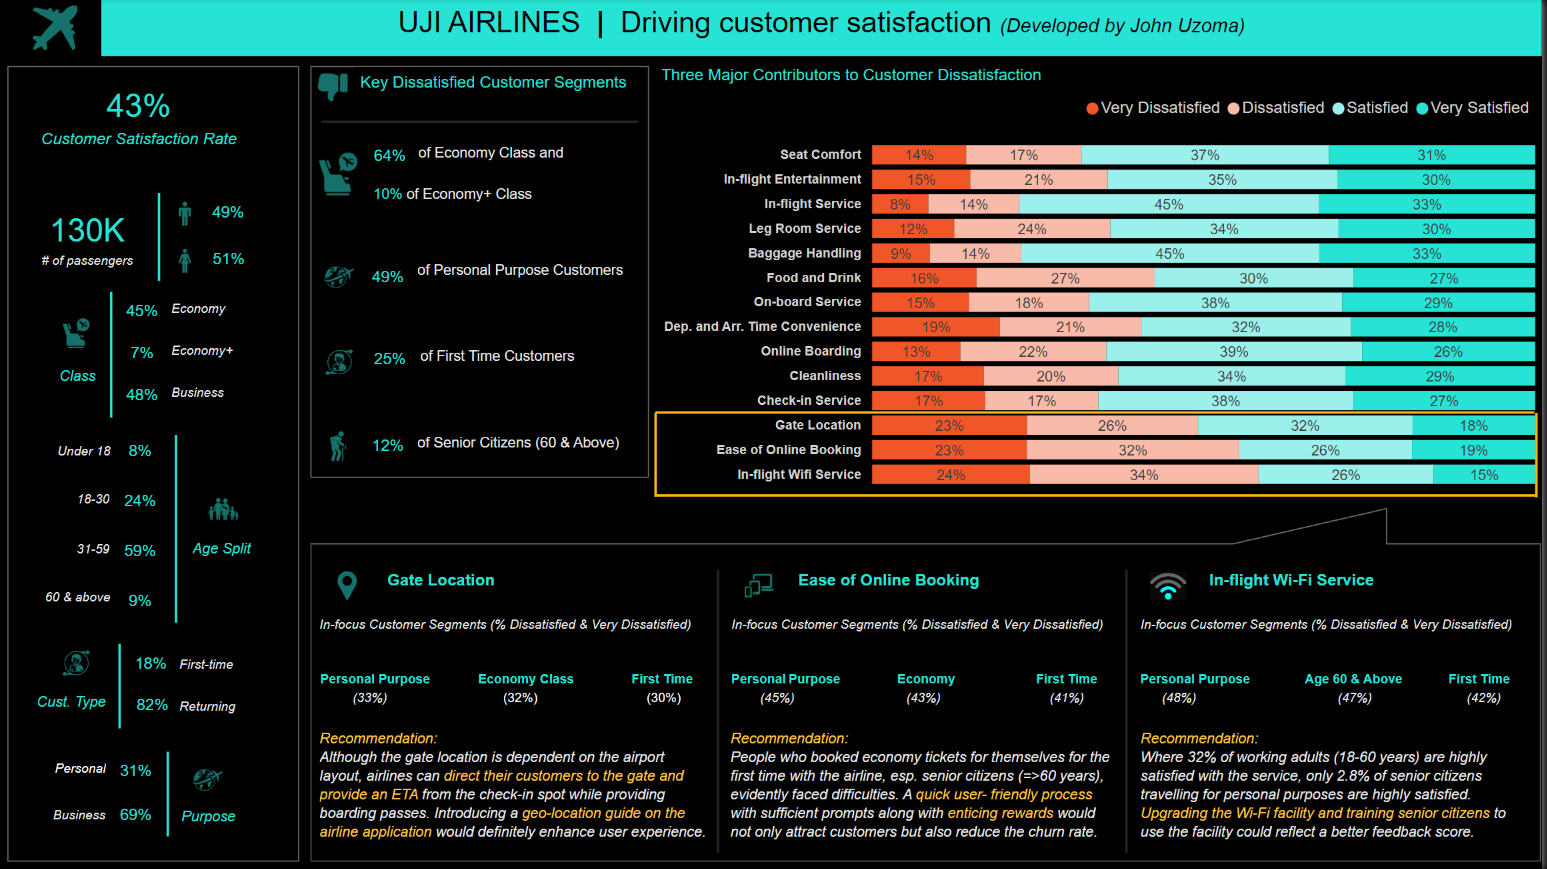 UJI AIRLINES | Driving customer satisfaction (Developed by John Uzoma)
43%
Customer Satisfaction Rate
130K
# of passengers
49%
51%
45% Economy
7% Economy+
48% Business
Class
Under 18 8%
18-30 24%
31-59 59%
60 & above 9%
Age Split
18% First-time
82% Returning
Cust. Type
Personal 31%
Business 69%
Purpose
Key Dissatisfied Customer Segments
64% of Economy Class and
10% of Economy+ Class
49% of Personal Purpose Customers
25% of First Time Customers
12% of Senior Citizens (60 & Above)
Three Major Contributors to Customer Dissatisfaction
Very Dissatisfied Dissatisfied Satisfied Very Satisfied
Seat Comfort 14% 17% 37% 31%
In-flight Entertainment 15% 21% 35% 30%
In-flight Service 8% 14% 45% 33%
Leg Room Service 12% 24% 34% 30%
Baggage Handling 9% 14% 45% 33%
Food and Drink 16% 27% 30% 27%
On-board Service 15% 18% 38% 29%
Dep. and Arr. Time Convenience 19% 21% 32% 28%
Online Boarding 13% 22% 39% 26%
Cleanliness 17% 20% 34% 29%
Check-in Service 17% 17% 38% 27%
Gate Location 23% 26% 32% 18%
Ease of Online Booking 23% 32% 26% 19%
In-flight Wifi Service 24% 34% 26% 15%
Gate Location
In-focus Customer Segments (% Dissatisfied & Very Dissatisfied)
Personal Purpose Economy Class First Time
(33%) (32%) (30%)
Recommendation:
Although the gate location is dependent on the airport
layout, airlines can direct their customers to the gate and
provide an ETA from the check-in spot while providing
boarding passes. Introducing a geo-location guide on the
airline application would definitely enhance user experience.
Ease of Online Booking
In-focus Customer Segments (% Dissatisfied & Very Dissatisfied)
Personal Purpose Economy First Time
(45%) (43%) (41%)
Recommendation:
People who booked economy tickets for themselves for the
first time with the airline, esp. senior citizens (=>60 years),
evidently faced difficulties. A quick user- friendly process
with sufficient prompts along with enticing rewards would
not only attract customers but also reduce the churn rate.
In-flight Wi-Fi Service
In-focus Customer Segments (% Dissatisfied & Very Dissatisfied)
Personal Purpose Age 60 & Above First Time
(48%) (47%) (42%)
Recommendation:
Where 32% of working adults (18-60 years) are highly
satisfied with the service, only 2.8% of senior citizens
travelling for personal purposes are highly satisfied.
Upgrading the Wi-Fi facility and training senior citizens to
use the facility could reflect a better feedback score.